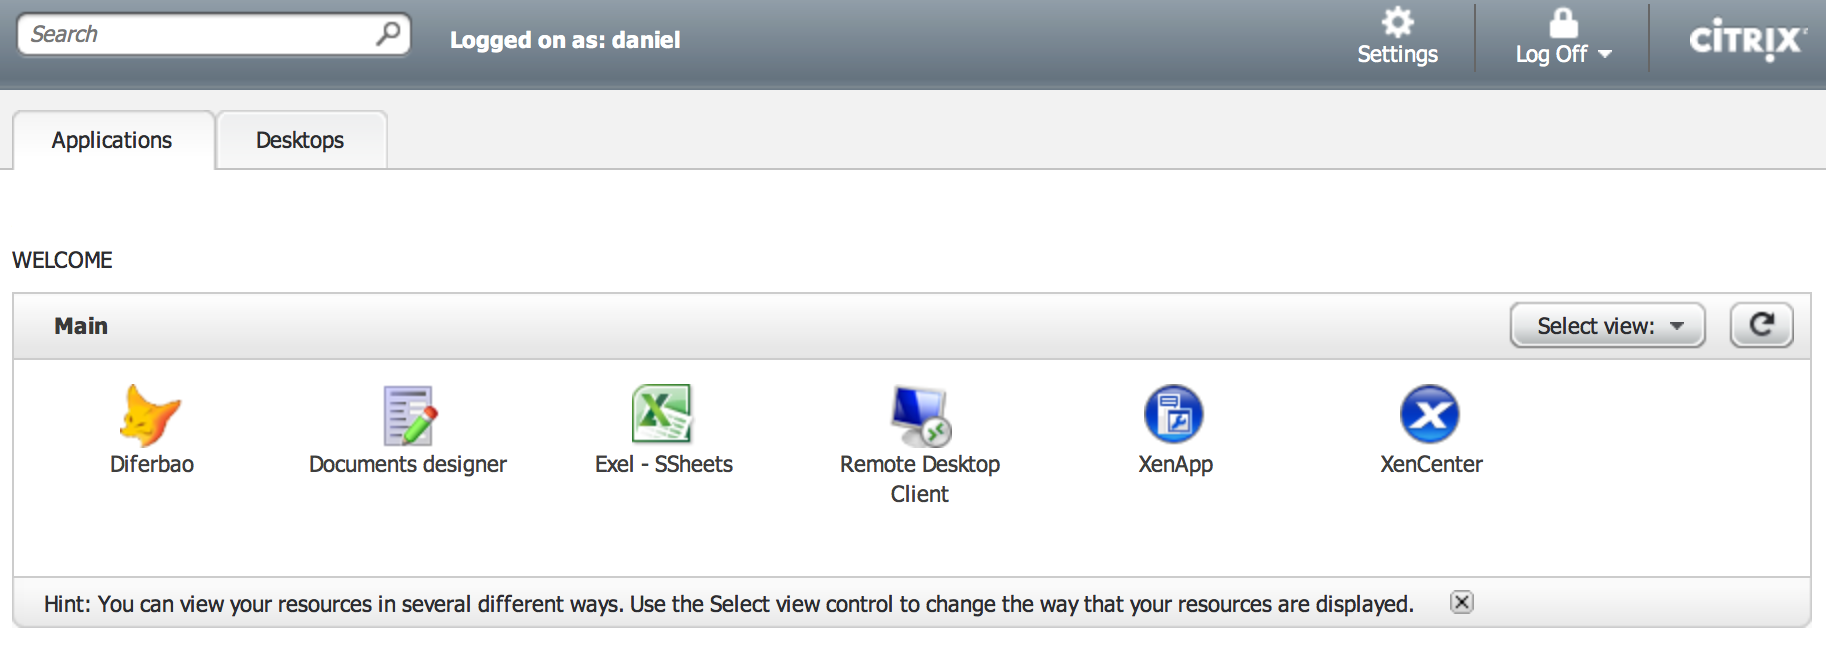 Search
Logged on as: daniel
Settings
Log Off
CITRIX
Applications
Desktops
WELCOME
Main
Select view:
Diferbao
Documents designer
Exel - SSheets
Remote Desktop
Client
XenApp
XenCenter
Hint: You can view your resources in several different ways. Use the Select view control to change the way that your resources are displayed.